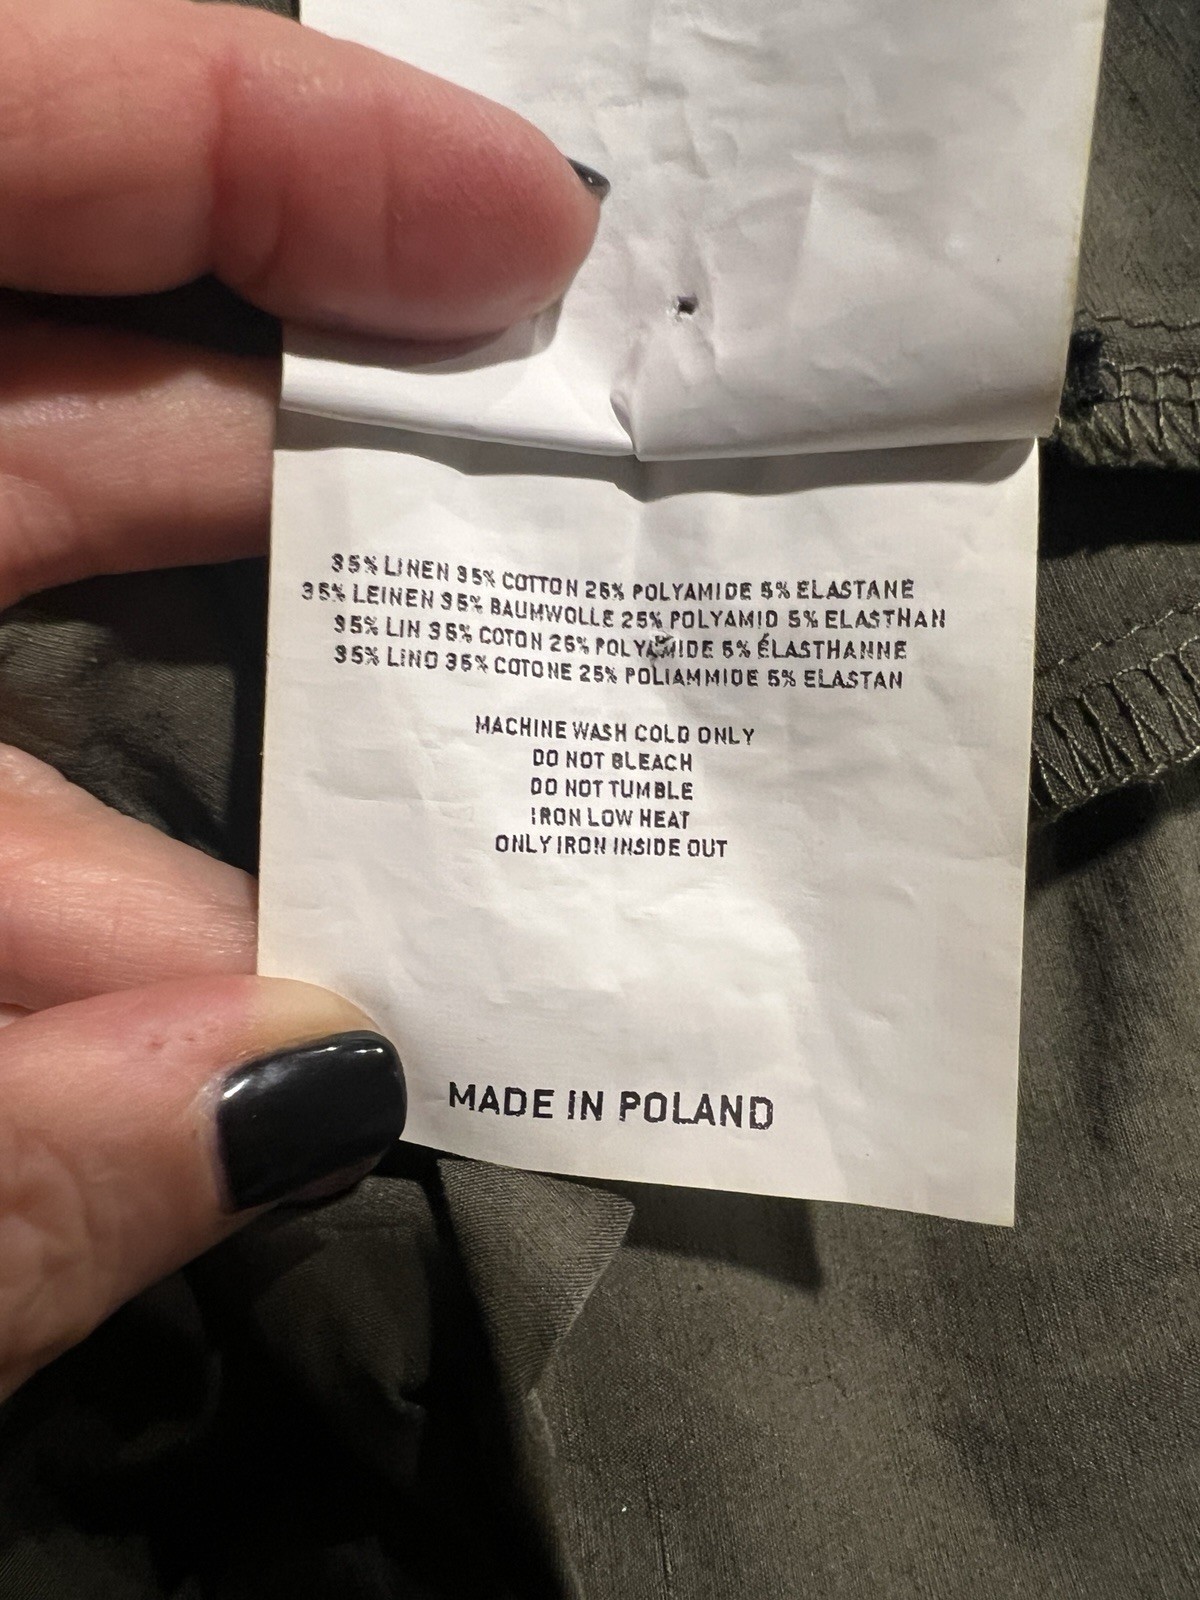 35% LINEN 35% COTTON 25% POLYAMIDE 5% ELASTANE
35% LEINEN 35% BAUMWOLLE 25% POLYAMID 5% ELASTHAN
35% LIN 35% COTON 25% POLYAMIDE 5% ÉLASTHANNE
35% LINO 35% COTONE 25% POLIAMMIDE 5% ELASTAN
MACHINE WASH COLD ONLY
DO NOT BLEACH
DO NOT TUMBLE
IRON LOW HEAT
ONLY IRON INSIDE OUT
MADE IN POLAND